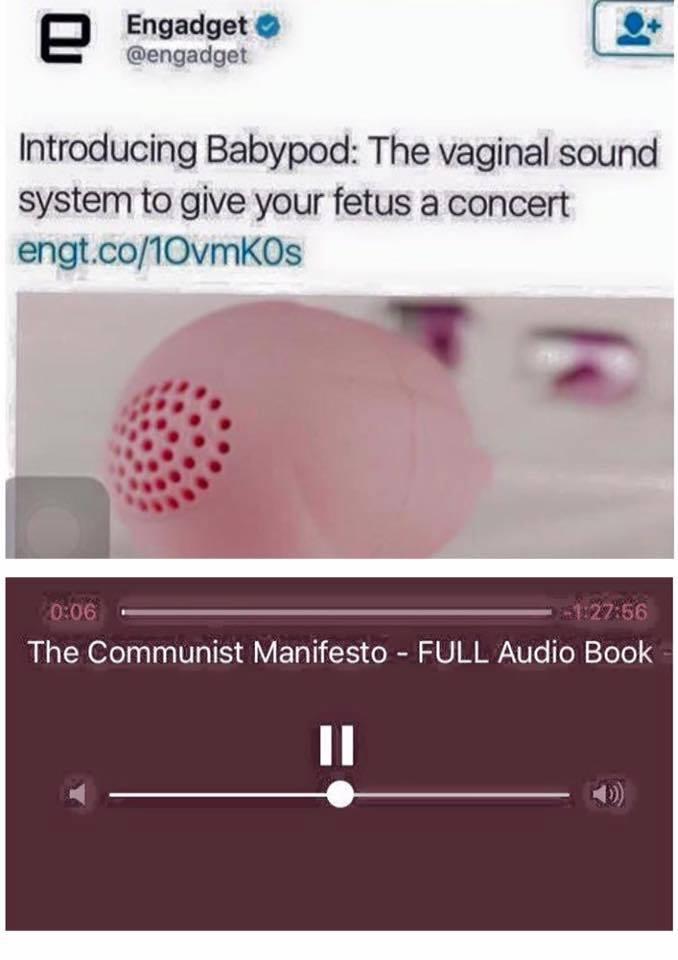 Engadget
@engadget
Introducing Babypod: The vaginal sound
system to give your fetus a concert
engt.co/1OvmK0s
0:06 -1:27:56
The Communist Manifesto - FULL Audio Book -